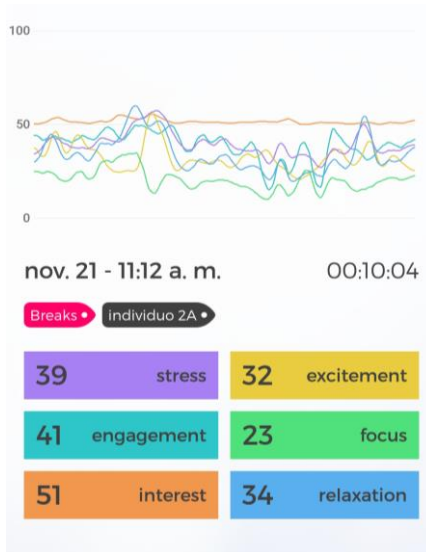 100
50
0
nov. 21 - 11:12 a. m. 00:10:04
Breaks individuo 2A
39 stress 32 excitement
41 engagement 23 focus
51 interest 34 relaxation